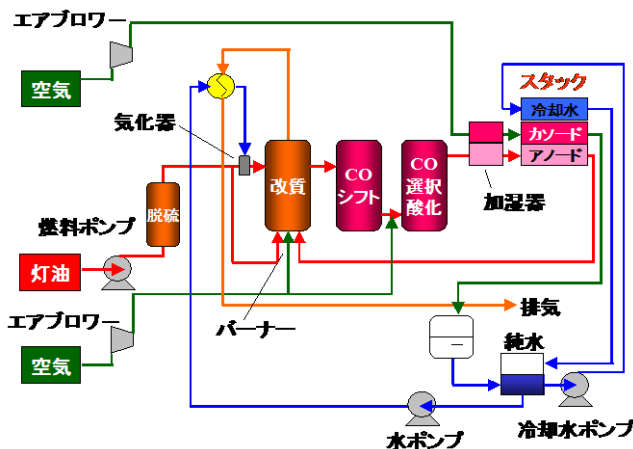 エアブロワー
空気
スタック
冷却水
カソード
アノード
気化器
改質
CO
シフト
CO
選択
酸化
加湿器
脱硫
燃料ポンプ
灯油
エアブロワー
空気
バーナー
排気
純水
水ポンプ
冷却水ポンプ